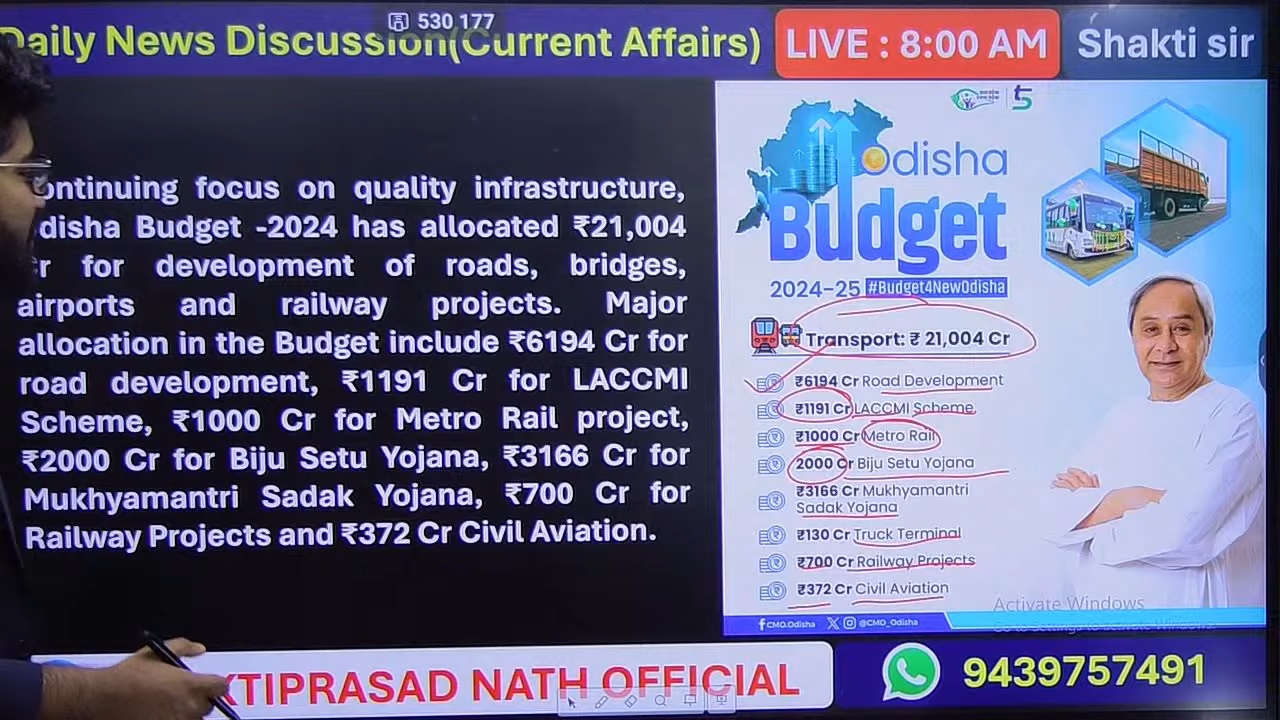 530 177
Daily News Discussion(Current Affairs)
LIVE : 8:00 AM
Shakti sir
ontinuing focus on quality infrastructure,
disha Budget -2024 has allocated ₹21,004
r for development of roads, bridges,
airports and railway projects. Major
allocation in the Budget include ₹6194 Cr for
road development, ₹1191 Cr for LACCMI
Scheme, ₹1000 Cr for Metro Rail project,
₹2000 Cr for Biju Setu Yojana, ₹3166 Cr for
Mukhyamantri Sadak Yojana, ₹700 Cr for
Railway Projects and ₹372 Cr Civil Aviation.
5
Odisha
Budget
2024-25 #Budget4NewOdisha
Transport: ₹ 21,004 Cr
₹6194 Cr Road Development
₹1191 Cr LACCMI Scheme
₹1000 Cr Metro Rail
2000 Cr Biju Setu Yojana
₹3166 Cr Mukhyamantri
Sadak Yojana
₹130 Cr Truck Terminal
₹700 Cr Railway Projects
₹372 Cr Civil Aviation
CMO.Odisha @CMO_Odisha
Activate Windows
Go to Settings to activate Windows.
KTIPRASAD NATH OFFICIAL
9439757491